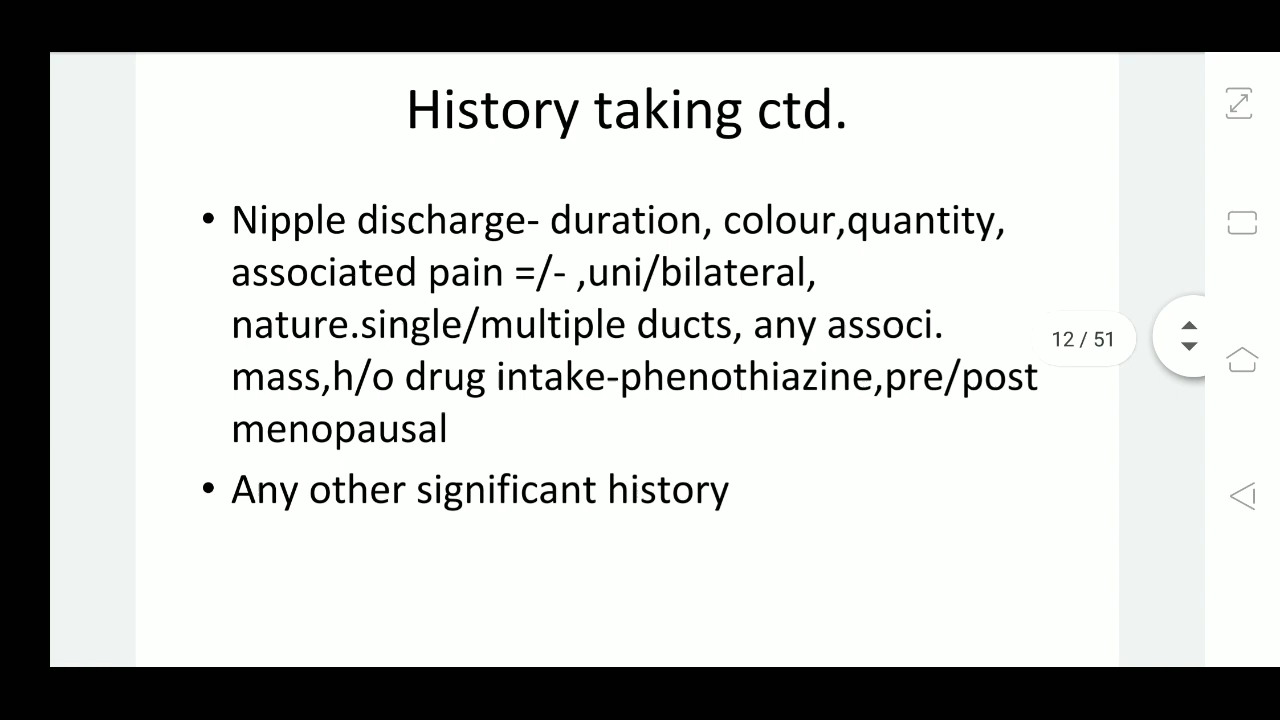 History taking ctd.
• Nipple discharge- duration, colour,quantity,
associated pain =/- ,uni/bilateral,
nature.single/multiple ducts, any associ.
mass,h/o drug intake-phenothiazine,pre/post
menopausal
• Any other significant history
12 / 51